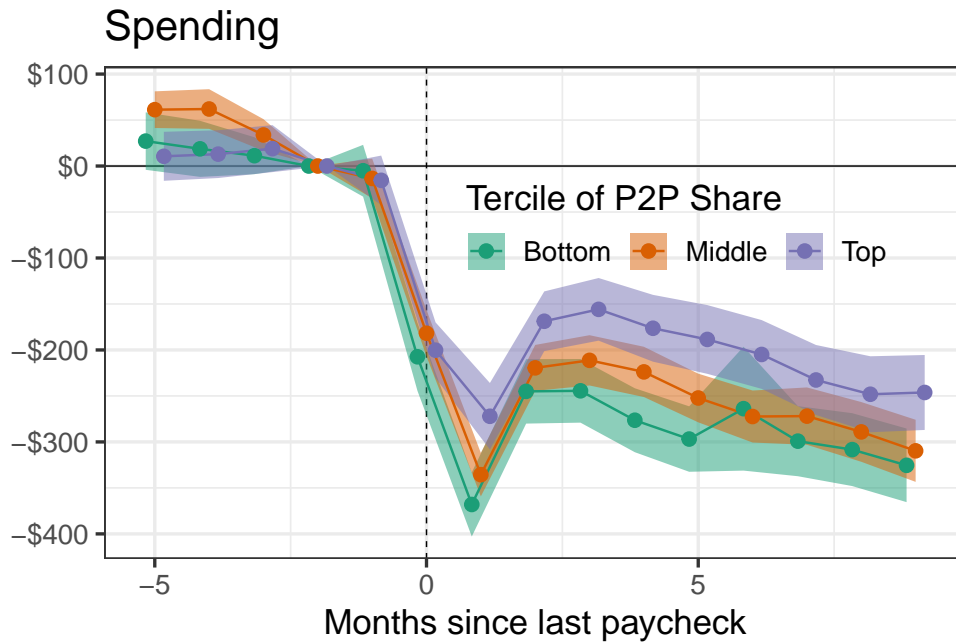 Spending
$100
$0
−$100
−$200
−$300
−$400
Tercile of P2P Share
Bottom Middle Top
−5 0 5
Months since last paycheck